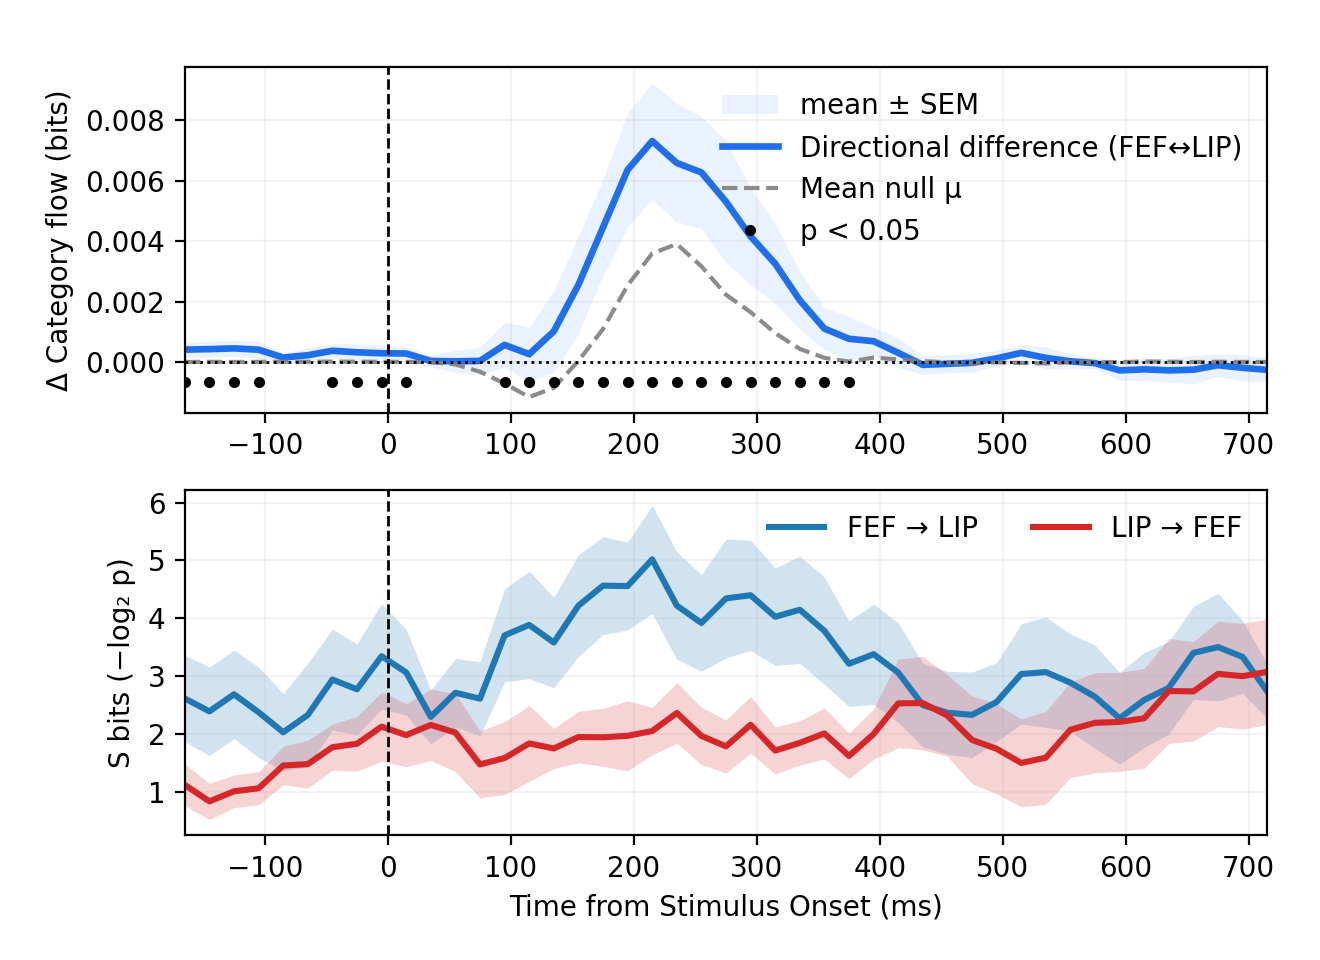 Δ Category flow (bits)
0.008
0.006
0.004
0.002
0.000
mean ± SEM
Directional difference (FEF↔LIP)
Mean null μ
p < 0.05
−100 0 100 200 300 400 500 600 700
S bits (−log₂ p)
6
5
4
3
2
1
FEF → LIP LIP → FEF
−100 0 100 200 300 400 500 600 700
Time from Stimulus Onset (ms)